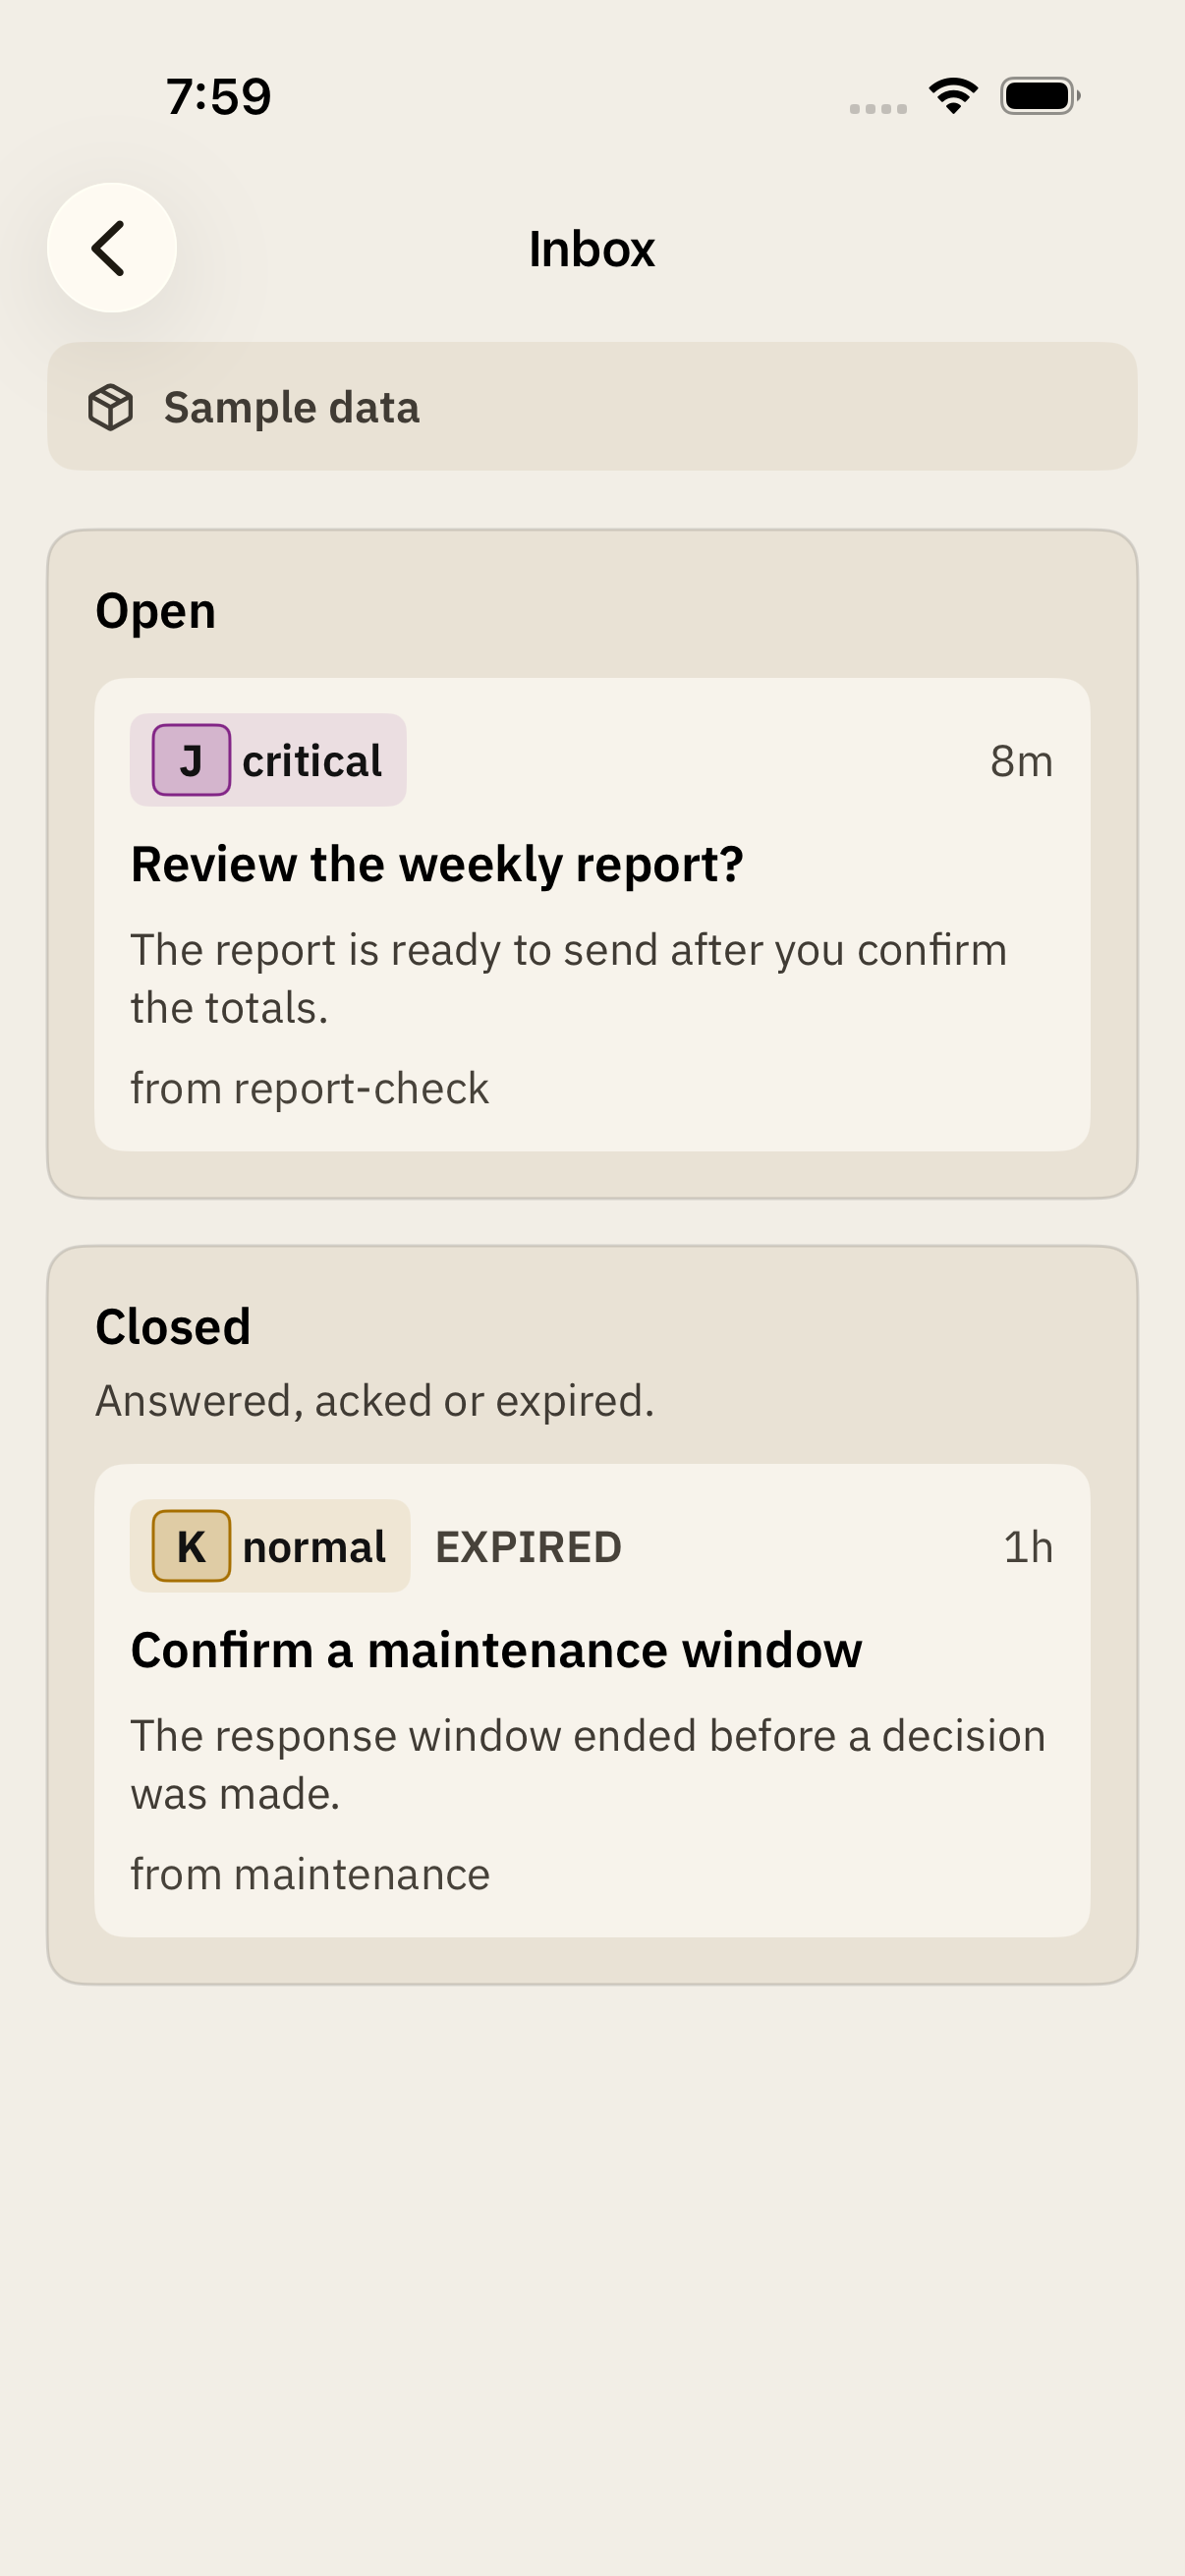 7:59
Inbox
Sample data
Open
J critical 8m
Review the weekly report?
The report is ready to send after you confirm
the totals.
from report-check
Closed
Answered, acked or expired.
K normal EXPIRED 1h
Confirm a maintenance window
The response window ended before a decision
was made.
from maintenance